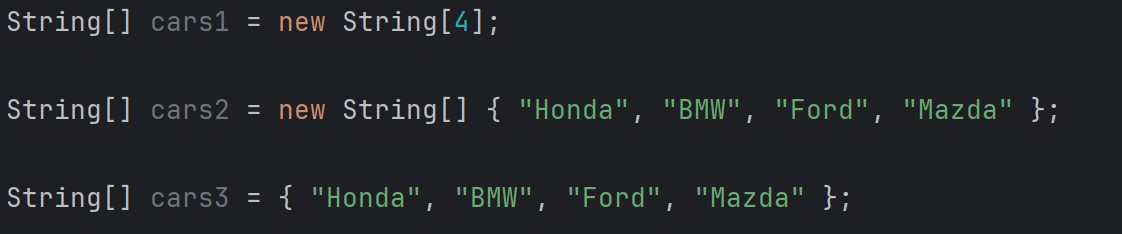 String[] cars1 = new String[4];
String[] cars2 = new String[] { "Honda", "BMW", "Ford", "Mazda" };
String[] cars3 = { "Honda", "BMW", "Ford", "Mazda" };